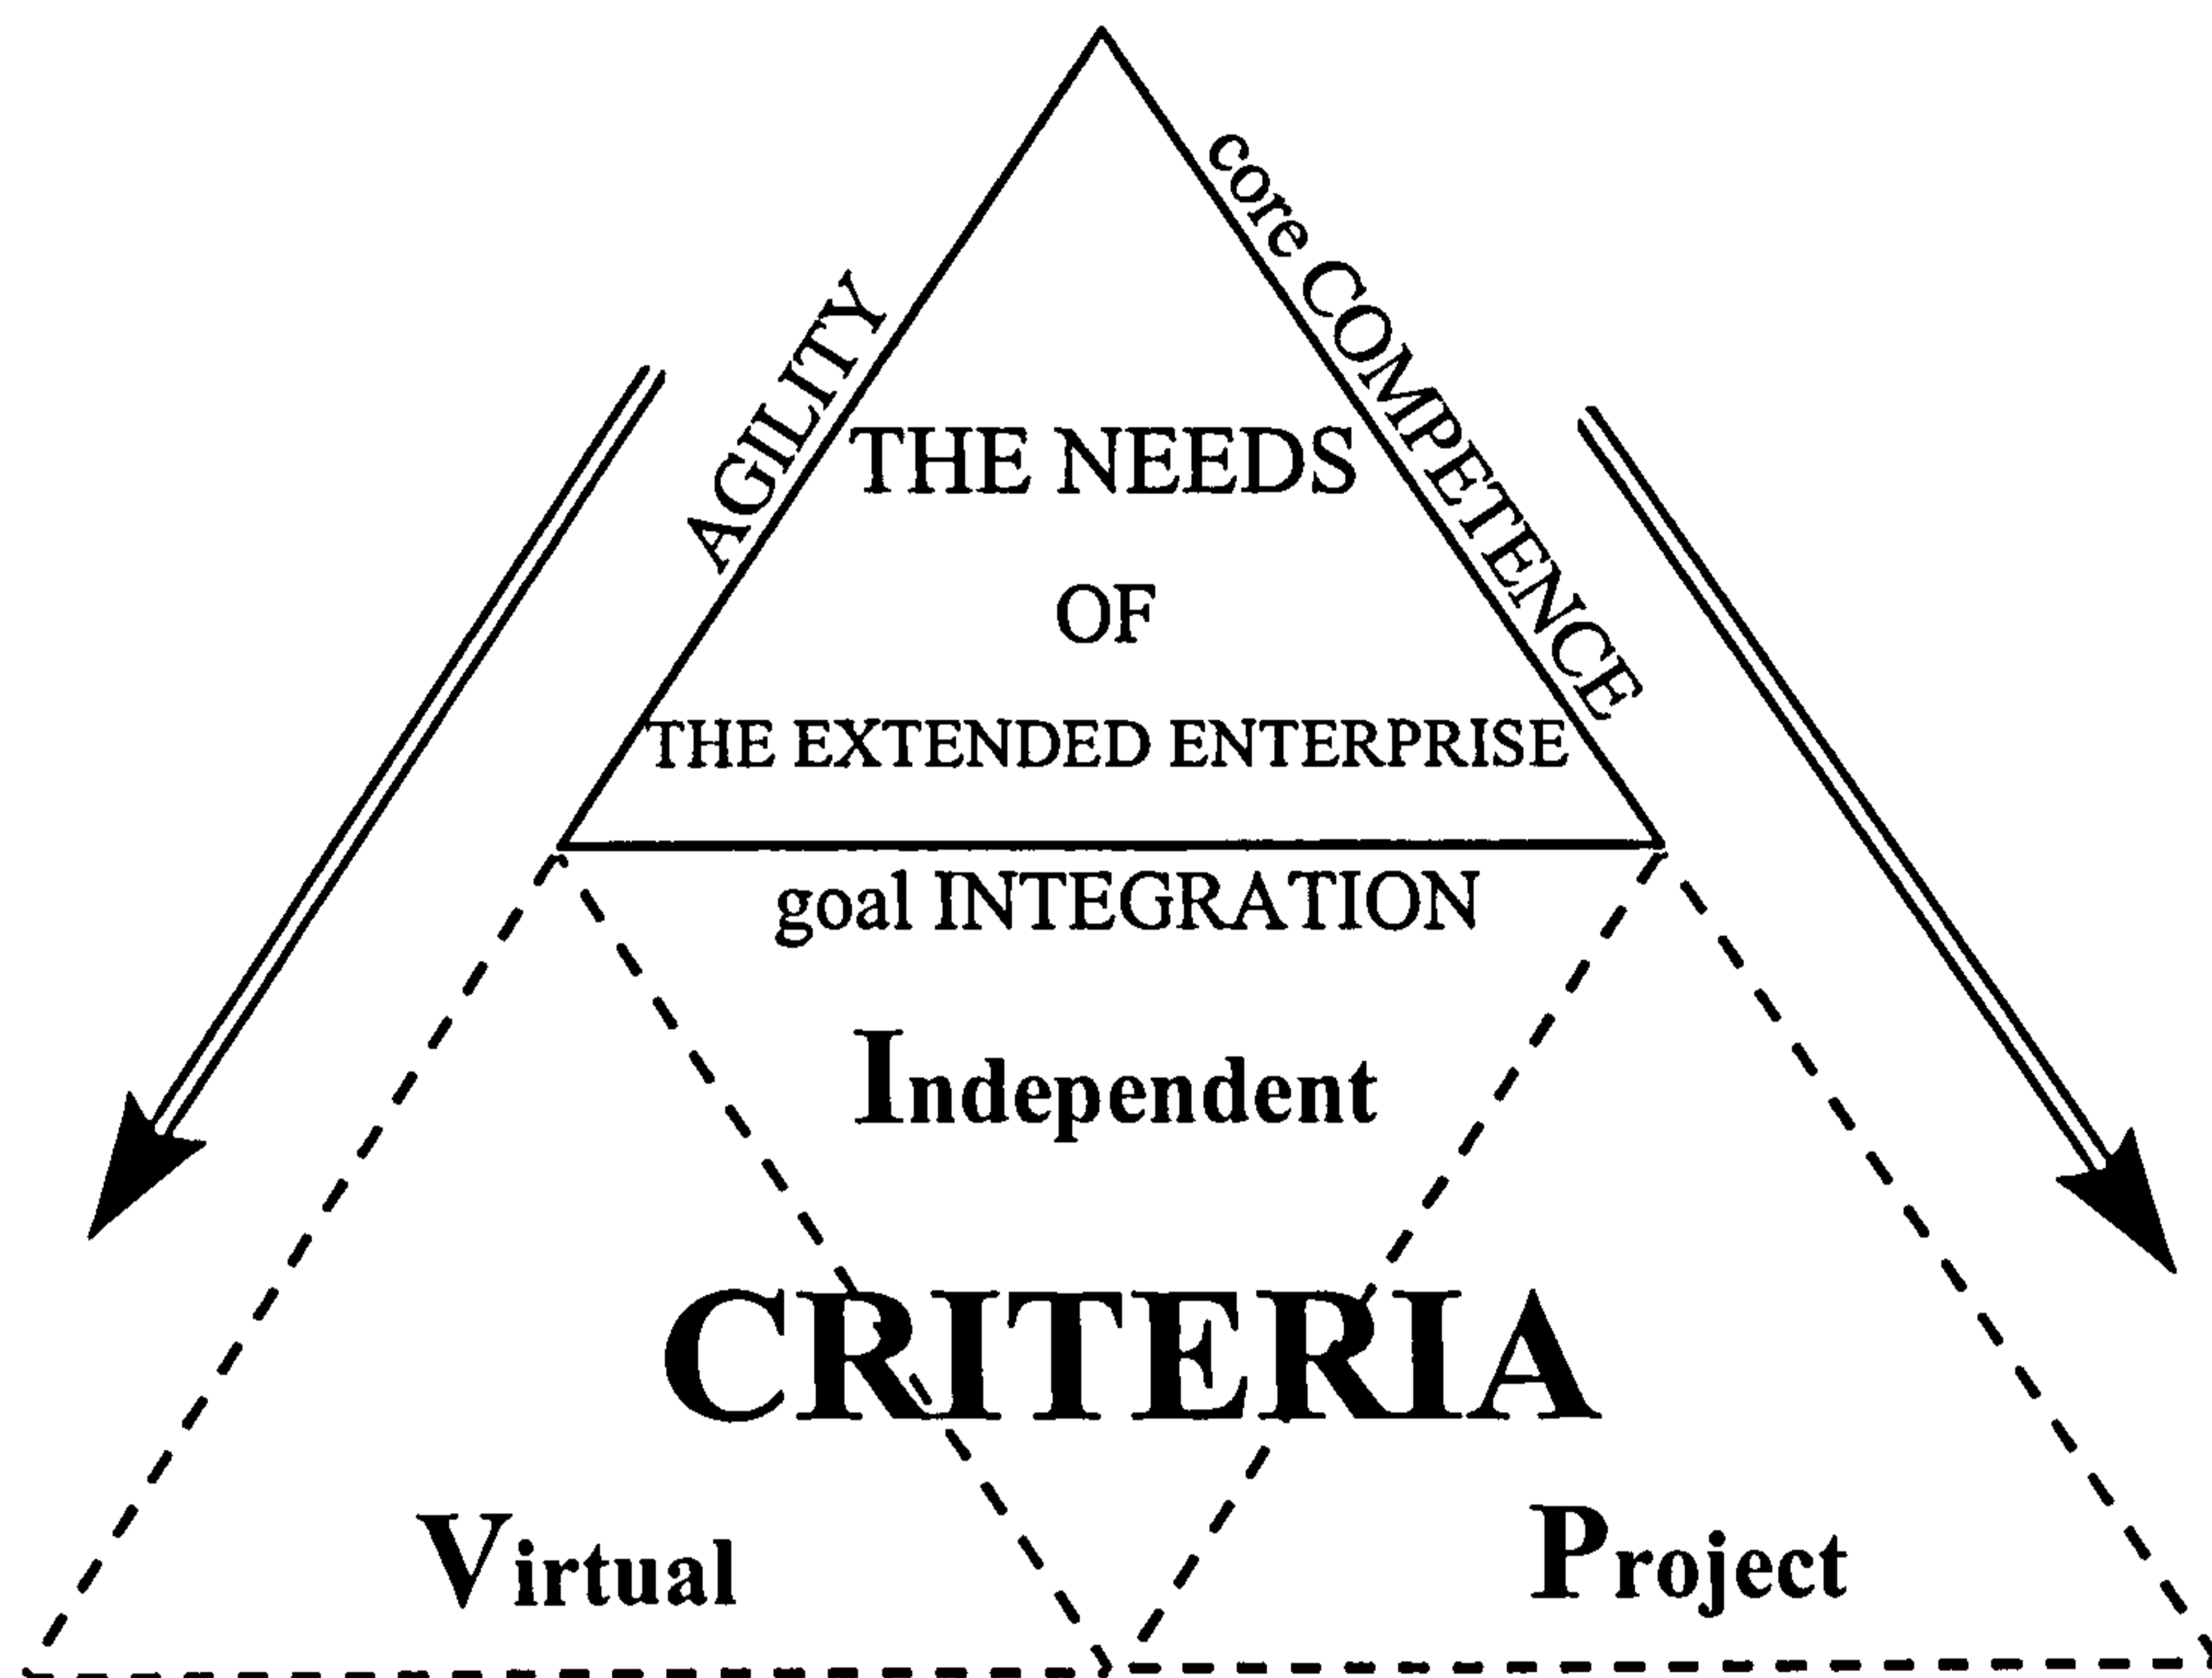 core COMPETENCE
AGILITY
THE NEEDS
OF
THE EXTENDED ENTERPRISE
goal INTEGRATION
Independent
CRITERIA
Virtual
Project